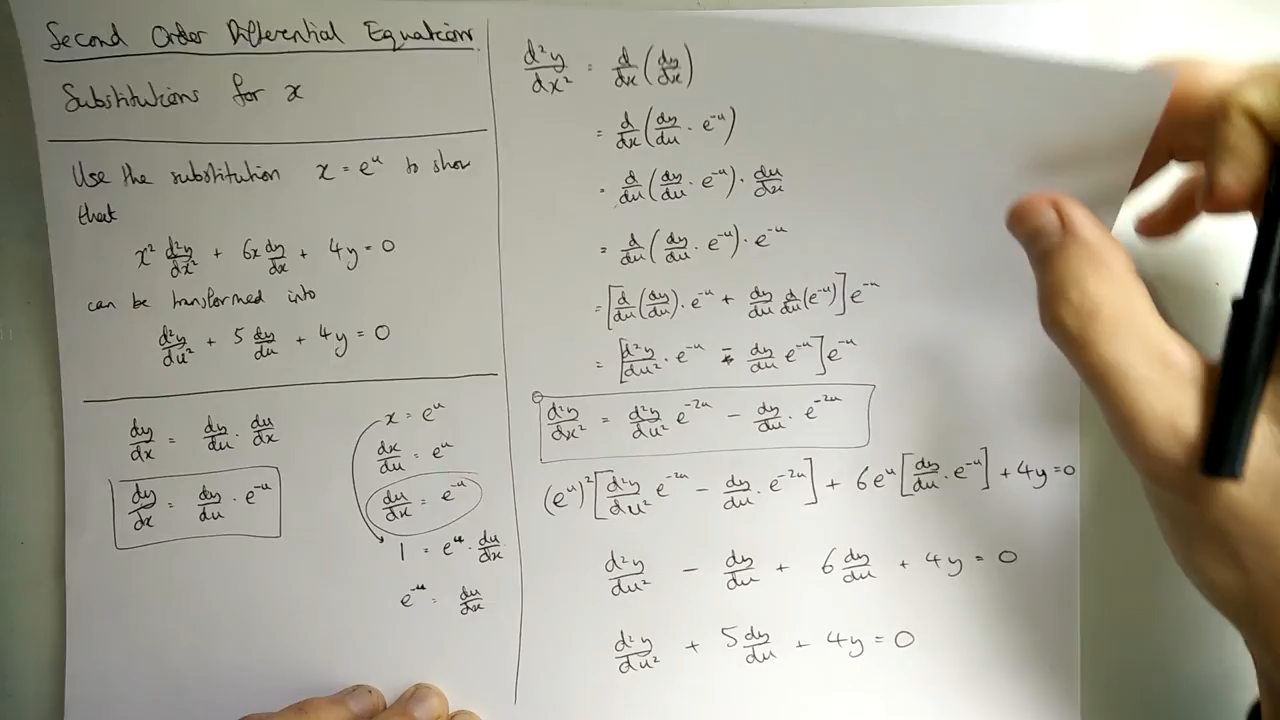 Second Order Differential Equations
Substitutions for x
Use the substitution x = e^u to show
that
x² d²y/dx² + 6x dy/dx + 4y = 0
can be transformed into
d²y/du² + 5 dy/du + 4y = 0
dy/dx = dy/du · du/dx
dy/dx = dy/du · e^-u
x = e^u
dx/du = e^u
du/dx = e^-u
1 = e^u · du/dx
e^-u = du/dx
d²y/dx² = d/dx (dy/dx)
= d/dx (dy/du · e^-u)
= d/du (dy/du · e^-u) · du/dx
= d/du (dy/du · e^-u) · e^-u
= [d/du (dy/du) · e^-u + dy/du d/du (e^-u)] e^-u
= [d²y/du² · e^-u - dy/du e^-u] e^-u
d²y/dx² = d²y/du² e^-2u - dy/du · e^-2u
(e^u)² [d²y/du² e^-2u - dy/du · e^-2u] + 6e^u [dy/du · e^-u] + 4y = 0
d²y/du² - dy/du + 6 dy/du + 4y = 0
d²y/du² + 5 dy/du + 4y = 0